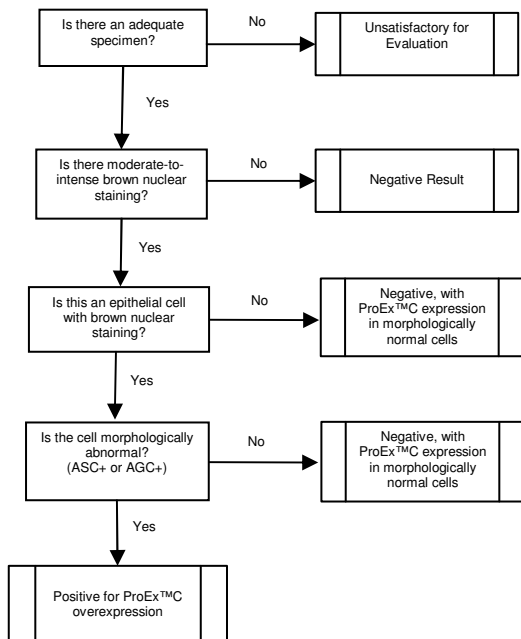 Is there an adequate
specimen?
No
Unsatisfactory for
Evaluation
Yes
Is there moderate-to-
intense brown nuclear
staining?
No
Negative Result
Yes
Is this an epithelial cell
with brown nuclear
staining?
No
Negative, with
ProEx™C expression
in morphologically
normal cells
Yes
Is the cell morphologically
abnormal?
(ASC+ or AGC+)
No
Negative, with
ProEx™C expression
in morphologically
normal cells
Yes
Positive for ProEx™C
overexpression